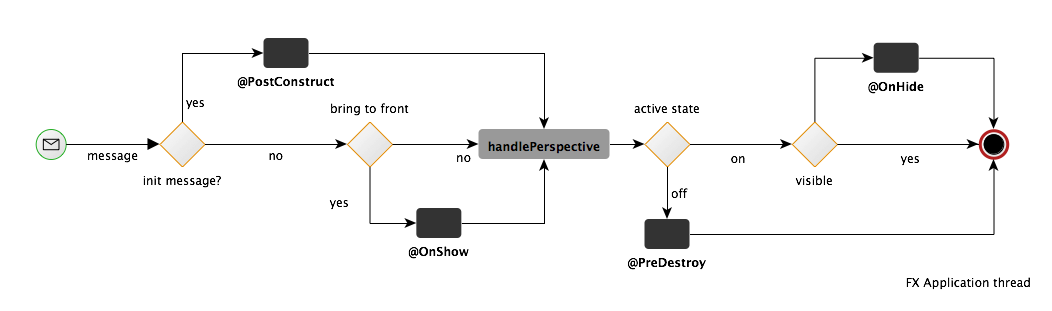 message
init message?
yes
@PostConstruct
no
bring to front
no
yes
@OnShow
handlePerspective
active state
on
off
@PreDestroy
visible
yes
@OnHide
FX Application thread